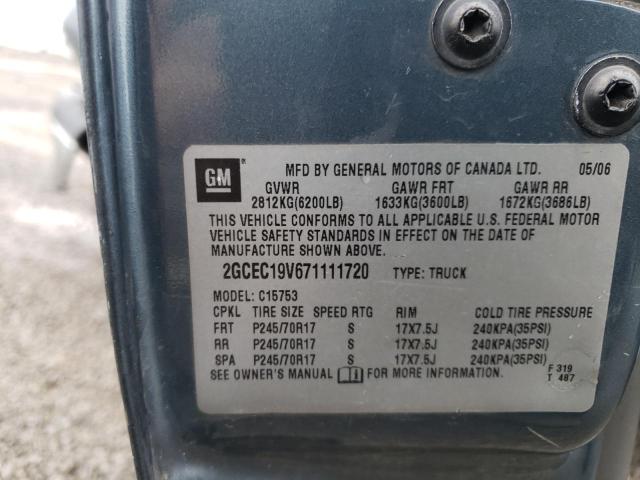 GM ® MFD BY GENERAL MOTORS OF CANADA LTD. 05/06
GVWR GAWR FRT GAWR RR
2812KG(6200LB) 1633KG(3600LB) 1672KG(3686LB)
THIS VEHICLE CONFORMS TO ALL APPLICABLE U.S. FEDERAL MOTOR
VEHICLE SAFETY STANDARDS IN EFFECT ON THE DATE OF
MANUFACTURE SHOWN ABOVE.
2GCEC19V671111720 TYPE: TRUCK
MODEL: C15753
CPKL TIRE SIZE SPEED RTG RIM COLD TIRE PRESSURE
FRT P245/70R17 S 17X7.5J 240KPA(35PSI)
RR P245/70R17 S 17X7.5J 240KPA(35PSI)
SPA P245/70R17 S 17X7.5J 240KPA(35PSI)
SEE OWNER'S MANUAL FOR MORE INFORMATION.
F 319
T 487